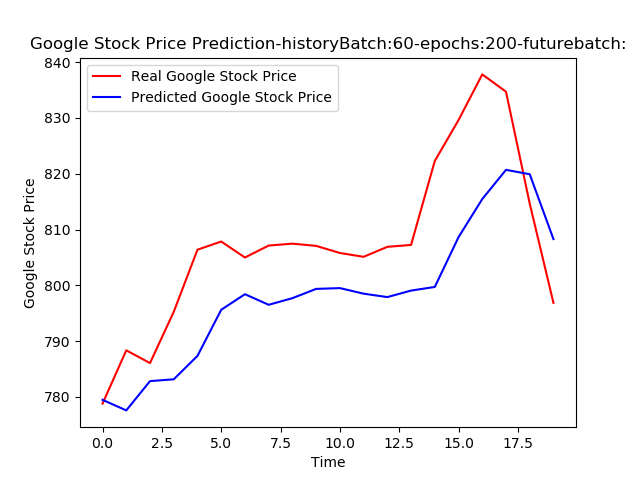 Google Stock Price Prediction-historyBatch:60-epochs:200-futurebatch:
Real Google Stock Price
Predicted Google Stock Price
Google Stock Price
840
830
820
810
800
790
780
0.0 2.5 5.0 7.5 10.0 12.5 15.0 17.5
Time